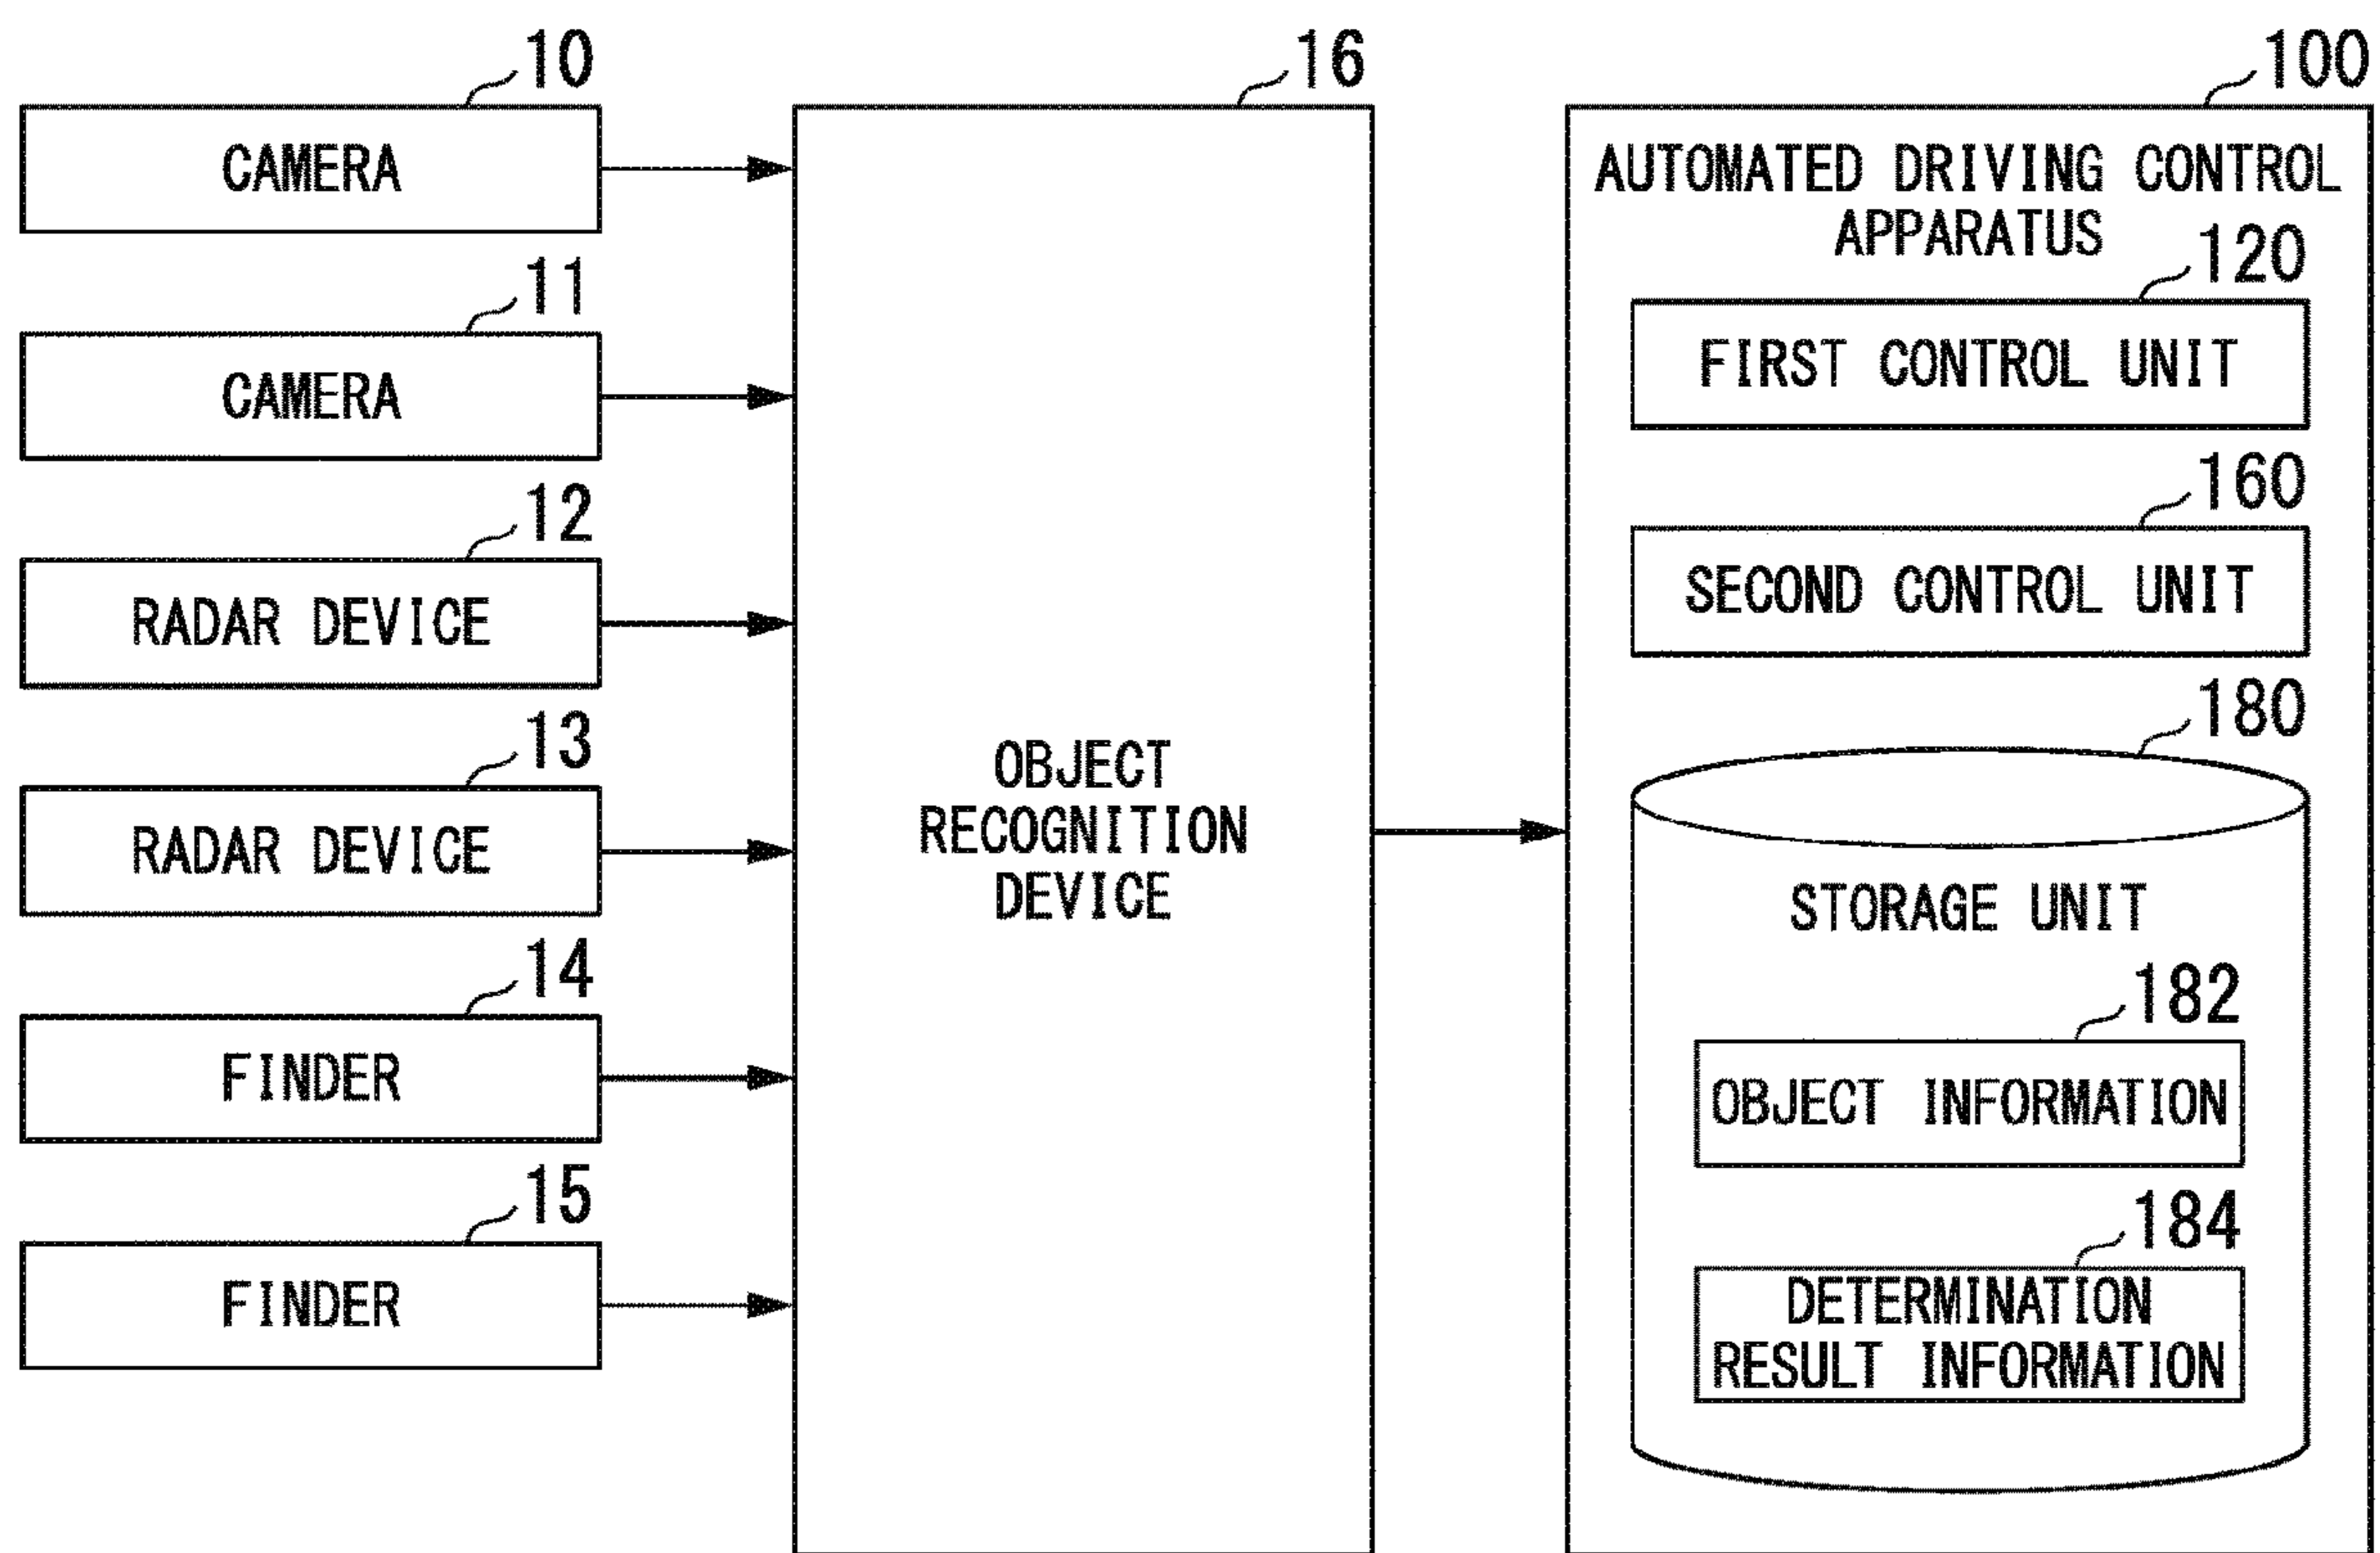 10
CAMERA
11
CAMERA
12
RADAR DEVICE
13
RADAR DEVICE
14
FINDER
15
FINDER
16
OBJECT
RECOGNITION
DEVICE
100
AUTOMATED DRIVING CONTROL
APPARATUS
120
FIRST CONTROL UNIT
160
SECOND CONTROL UNIT
180
STORAGE UNIT
182
OBJECT INFORMATION
184
DETERMINATION
RESULT INFORMATION